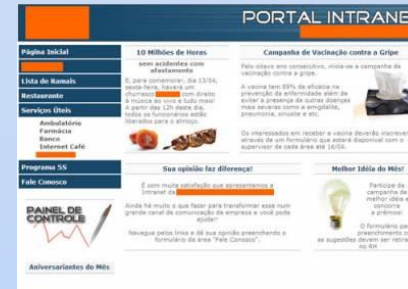 PORTAL INTRANE
Página Inicial
Lista de Ramais
Restaurante
Serviços Úteis
Ambulatório
Farmácia
Banco
Internet Café
Programa 5S
Fale Conosco
PAINEL DE
CONTROLE
Aniversariantes do Mês
10 Milhões de Horas
sem acidentes com
afastamento
E, para comemorar, dia 13/04,
sexta-feira, haverá um
churrasco com direito
à música ao vivo e tudo mais!
A partir das 12h deste dia,
todos os funcionários estão
liberados para o almoço.
Campanha de Vacinação contra a Gripe
Pelo oitavo ano consecutivo, inicia-se a campanha de
vacinação contra a gripe.
A vacina tem 89% de eficácia na
prevenção da enfermidade além de
evitar a presença de outras doenças
mais severas como a amigdalite,
pneumonia, sinusite e etc.
Os interessados em receber a vacina deverão inscrever
através de um formulário que estará disponível com o
supervisor de cada área até 16/04.
Sua opinião faz diferença!
É com muita satisfação que apresentamos a
Intranet da
Ainda há muito o que fazer para transformar esse num
grande canal de comunicação da empresa e você pode
ajudar!
Navegue pelos links e dê sua opinião preenchendo o
formulário da área "Fale Conosco".
Melhor Idéia do Mês!
Participe da
campanha de
melhor idéia e
concorra
a prêmios!
O formulário para
preenchimento
as sugestões devem ser retira
no RH